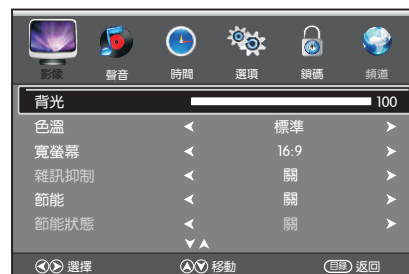 影像 聲音 時間 選項 鎖碼 頻道
背光 100
色溫 標準
寬螢幕 16:9
雜訊抑制 關
節能 關
節能狀態 關
選擇 移動 目錄 返回